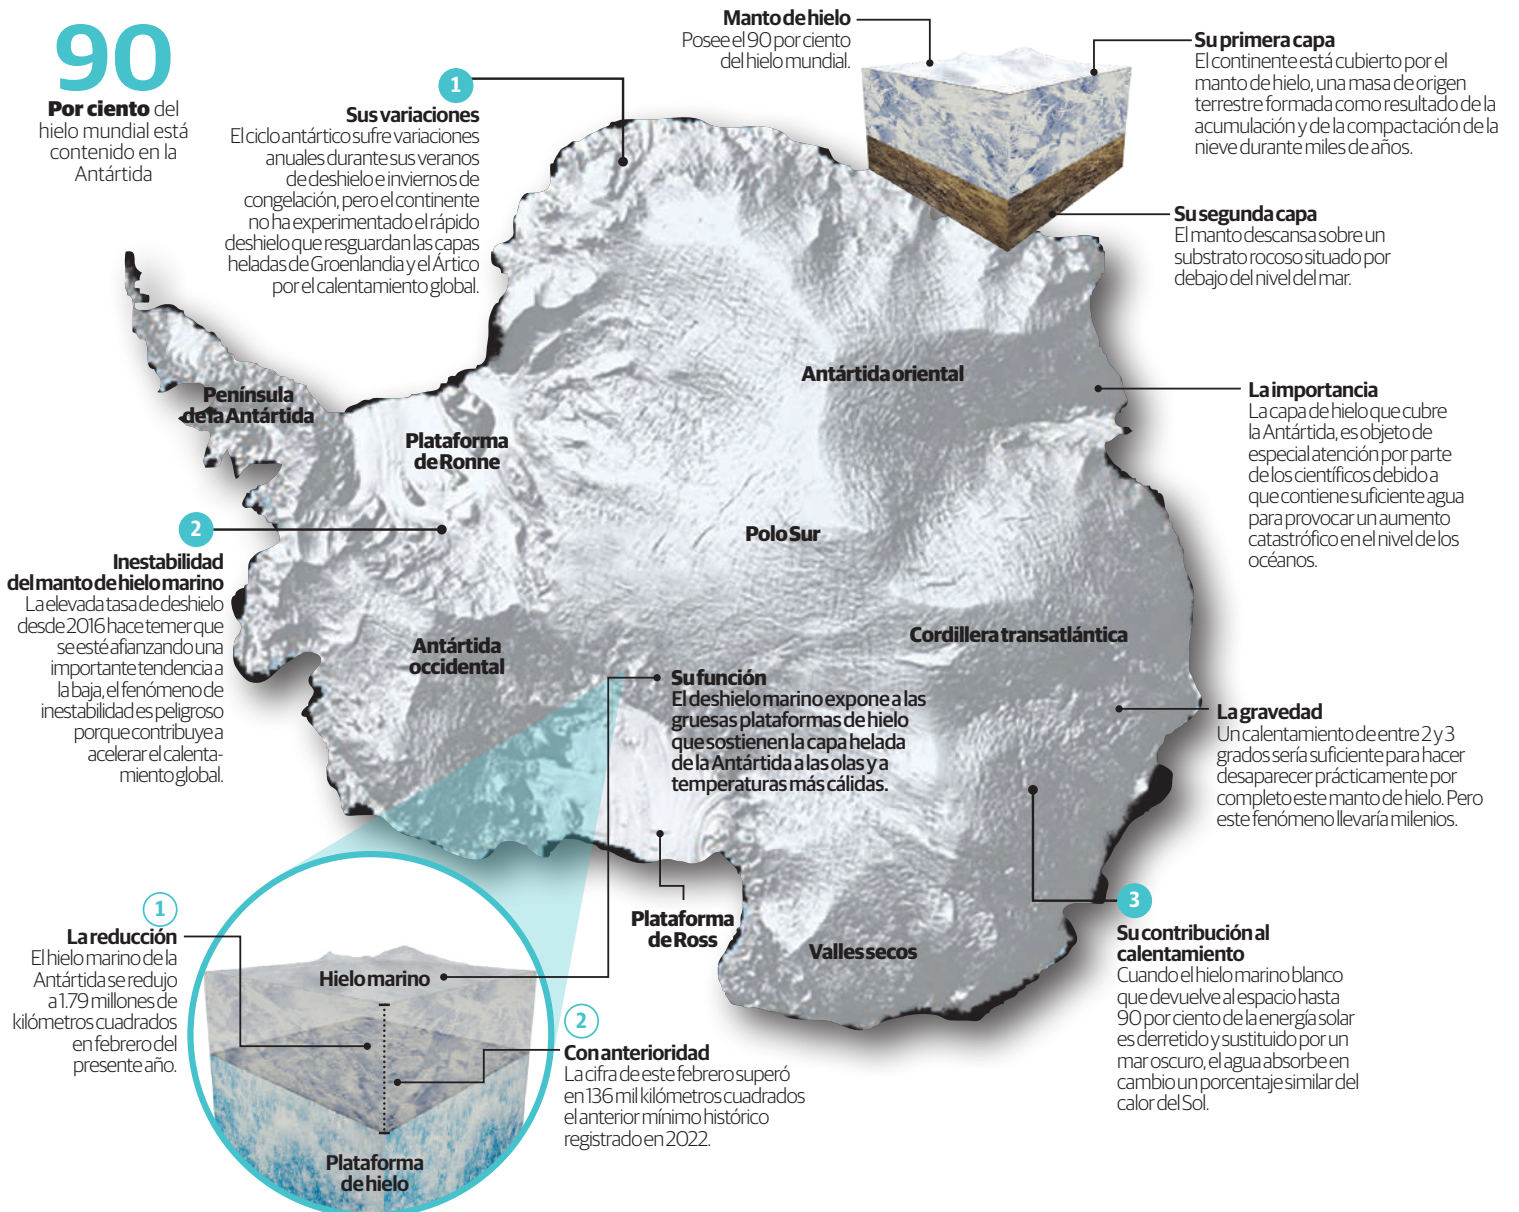 90
Por ciento del
hielo mundial está
contenido en la
Antártida
1
Sus variaciones
El ciclo antártico sufre variaciones
anuales durante sus veranos
de deshielo e inviernos de
congelación, pero el continente
no ha experimentado el rápido
deshielo que resguardan las capas
heladas de Groenlandia y el Ártico
por el calentamiento global.
Manto de hielo
Posee el 90 por ciento
del hielo mundial.
Su primera capa
El continente está cubierto por el
manto de hielo, una masa de origen
terrestre formada como resultado de la
acumulación y de la compactación de la
nieve durante miles de años.
Su segunda capa
El manto descansa sobre un
substrato rocoso situado por
debajo del nivel del mar.
Península
de la Antártida
Plataforma
de Ronne
Antártida oriental
La importancia
La capa de hielo que cubre
la Antártida, es objeto de
especial atención por parte
de los científicos debido a
que contiene suficiente agua
para provocar un aumento
catastrófico en el nivel de los
océanos.
2
Inestabilidad
del manto de hielo marino
La elevada tasa de deshielo
desde 2016 hace temer que
se esté afianzando una
importante tendencia a
la baja, el fenómeno de
inestabilidad es peligroso
porque contribuye a
acelerar el calenta-
miento global.
Polo Sur
Antártida
occidental
Cordillera transatlántica
Su función
El deshielo marino expone a las
gruesas plataformas de hielo
que sostienen la capa helada
de la Antártida a las olas y a
temperaturas más cálidas.
La gravedad
Un calentamiento de entre 2 y 3
grados sería suficiente para hacer
desaparecer prácticamente por
completo este manto de hielo. Pero
este fenómeno llevaría milenios.
Plataforma
de Ross
Valles secos
3
Su contribución al
calentamiento
Cuando el hielo marino blanco
que devuelve al espacio hasta
90 por ciento de la energía solar
es derretido y sustituido por un
mar oscuro, el agua absorbe en
cambio un porcentaje similar del
calor del Sol.
1
La reducción
El hielo marino de la
Antártida se redujo
a 1.79 millones de
kilómetros cuadrados
en febrero del
presente año.
Hielo marino
2
Con anterioridad
La cifra de este febrero superó
en 136 mil kilómetros cuadrados
el anterior mínimo histórico
registrado en 2022.
Plataforma
de hielo